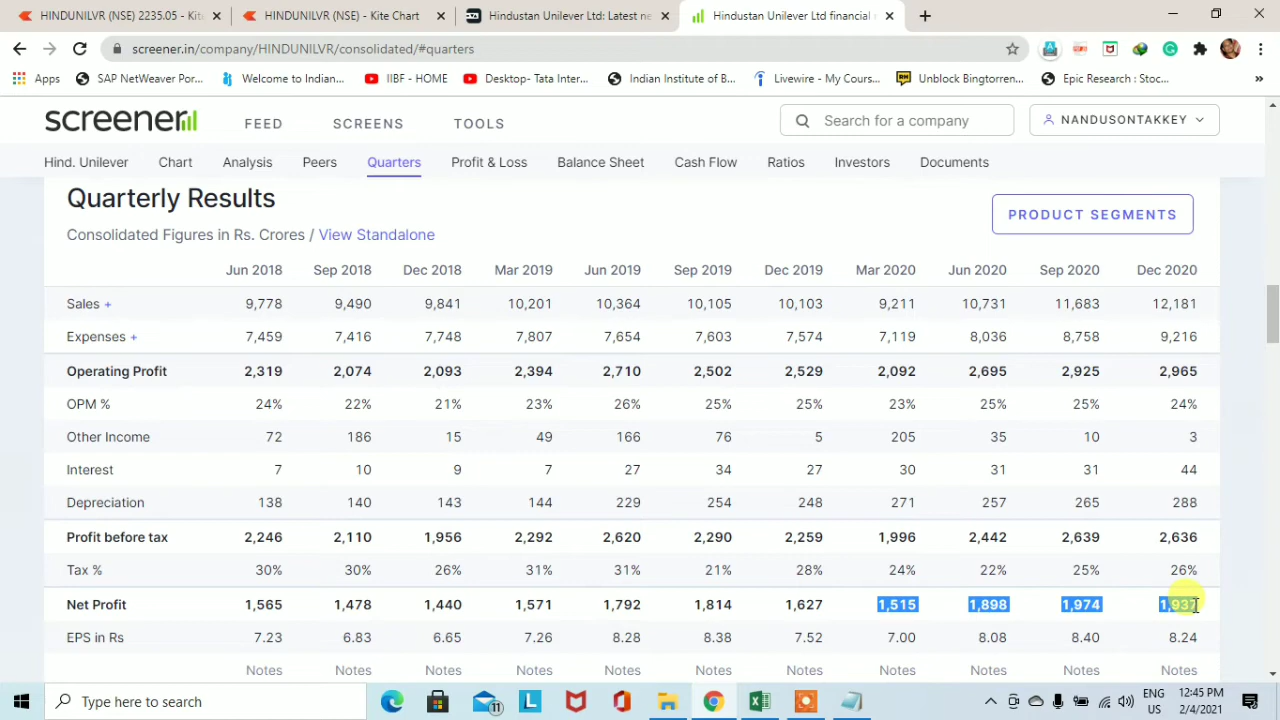 HINDUNILVR (NSE) 2235.05 - Kit
HINDUNILVR (NSE) - Kite Chart
Hindustan Unilever Ltd: Latest ne
Hindustan Unilever Ltd financial
screener.in/company/HINDUNILVR/consolidated/#quarters
Apps
SAP NetWeaver Por...
Welcome to Indian...
IIBF - HOME
Desktop- Tata Inter...
Indian Institute of B...
Livewire - My Cours...
Unblock Bingtorren...
Epic Research : Stoc...
screener
FEED
SCREENS
TOOLS
Search for a company
NANDUSONTAKKEY
Hind. Unilever
Chart
Analysis
Peers
Quarters
Profit & Loss
Balance Sheet
Cash Flow
Ratios
Investors
Documents
Quarterly Results
PRODUCT SEGMENTS
Consolidated Figures in Rs. Crores / View Standalone
Jun 2018 Sep 2018 Dec 2018 Mar 2019 Jun 2019 Sep 2019 Dec 2019 Mar 2020 Jun 2020 Sep 2020 Dec 2020
Sales + 9,778 9,490 9,841 10,201 10,364 10,105 10,103 9,211 10,731 11,683 12,181
Expenses + 7,459 7,416 7,748 7,807 7,654 7,603 7,574 7,119 8,036 8,758 9,216
Operating Profit 2,319 2,074 2,093 2,394 2,710 2,502 2,529 2,092 2,695 2,925 2,965
OPM % 24% 22% 21% 23% 26% 25% 25% 23% 25% 25% 24%
Other Income 72 186 15 49 166 76 5 205 35 10 3
Interest 7 10 9 7 27 34 27 30 31 31 44
Depreciation 138 140 143 144 229 254 248 271 257 265 288
Profit before tax 2,246 2,110 1,956 2,292 2,620 2,290 2,259 1,996 2,442 2,639 2,636
Tax % 30% 30% 26% 31% 31% 21% 28% 24% 22% 25% 26%
Net Profit 1,565 1,478 1,440 1,571 1,792 1,814 1,627 1,515 1,898 1,974 1,937
EPS in Rs 7.23 6.83 6.65 7.26 8.28 8.38 7.52 7.00 8.08 8.40 8.24
Notes Notes Notes Notes Notes Notes Notes Notes Notes Notes Notes
Type here to search
11
ENG
US
12:45 PM
2/4/2021